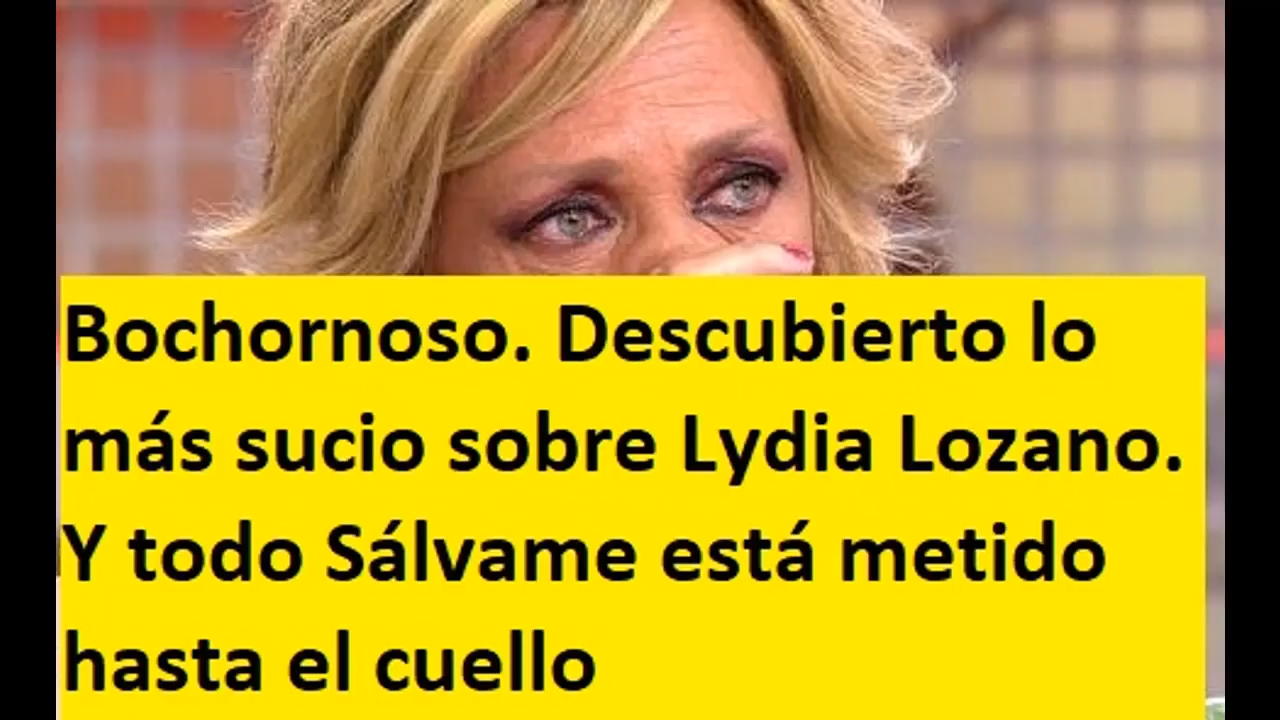 Bochornoso. Descubierto lo
más sucio sobre Lydia Lozano.
Y todo Sálvame está metido
hasta el cuello